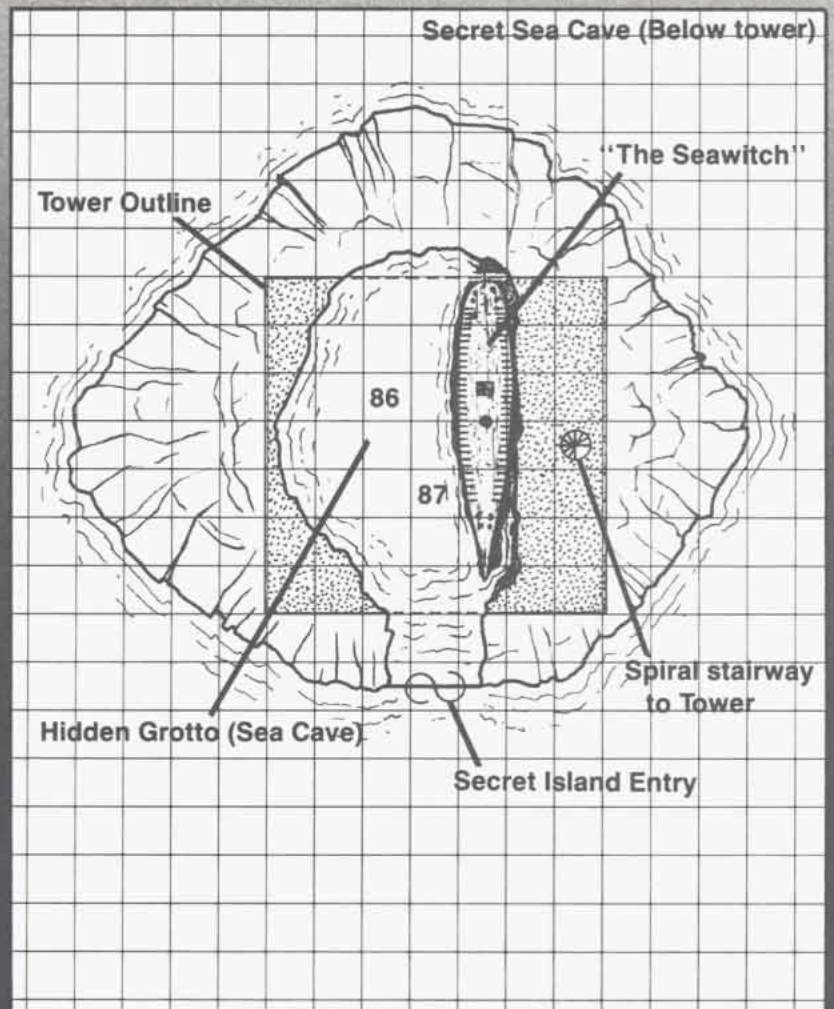 Secret Sea Cave (Below tower)
"The Seawitch"
Tower Outline
86
87
Spiral stairway
to Tower
Hidden Grotto (Sea Cave)
Secret Island Entry